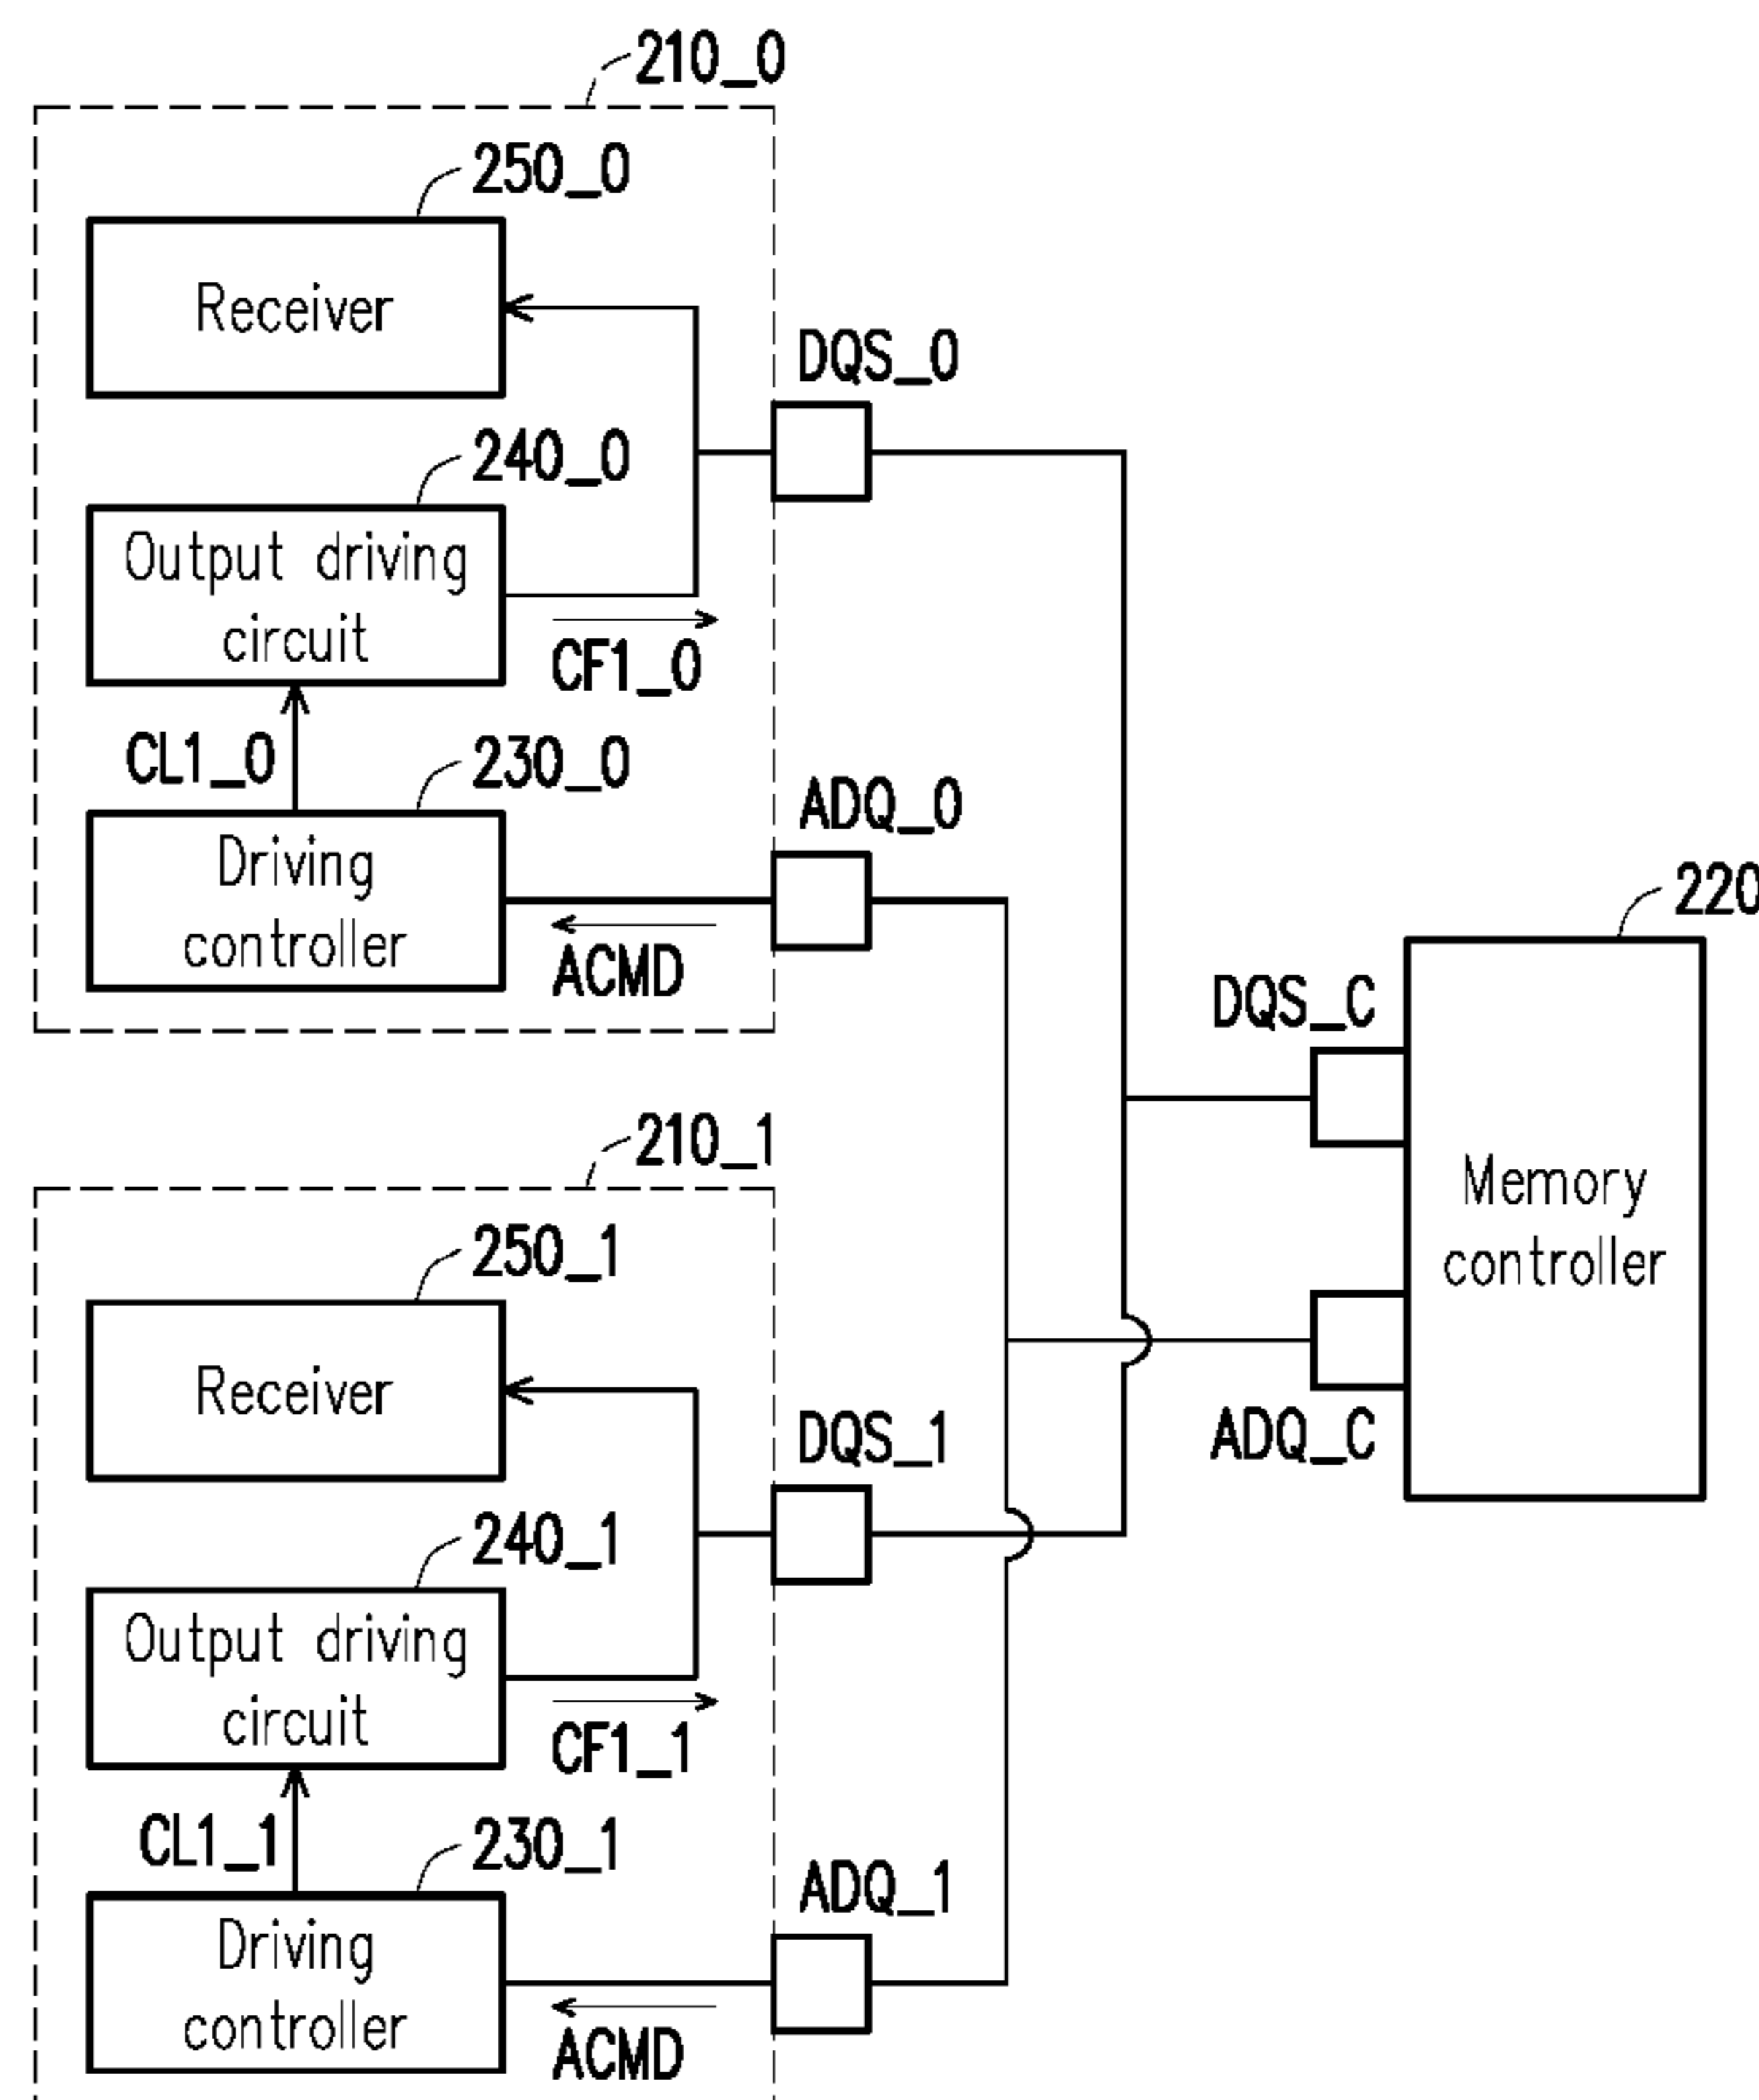 210_0
250_0
Receiver
DQS_0
240_0
Output driving
circuit
CF1_0
CL1_0
230_0
ADQ_0
Driving
controller
ACMD
220
DQS_C
Memory
controller
ADQ_C
210_1
250_1
Receiver
DQS_1
240_1
Output driving
circuit
CF1_1
CL1_1
230_1
ADQ_1
Driving
controller
ACMD